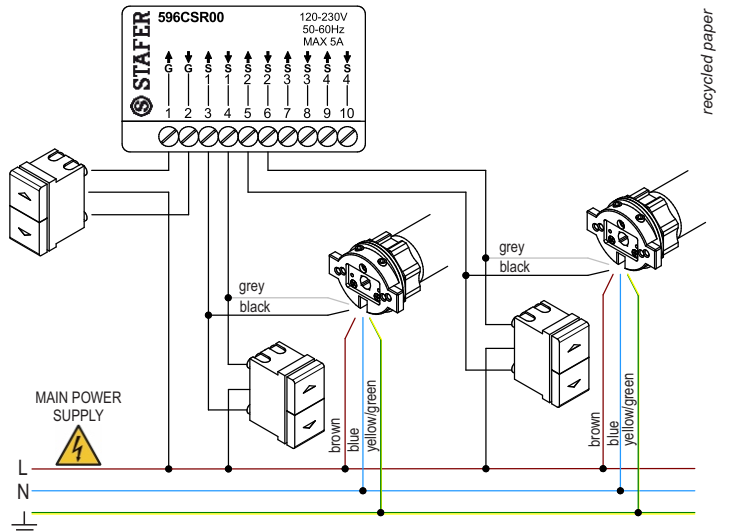 STAFER
596CSR00
120-230V
50-60Hz
MAX 5A
G G S S S S S S S S
1 1 2 2 3 3 4 4
1 2 3 4 5 6 7 8 9 10
recycled paper
grey
black
grey
black
MAIN POWER
SUPPLY
brown
blue
yellow/green
brown
blue
yellow/green
L
N